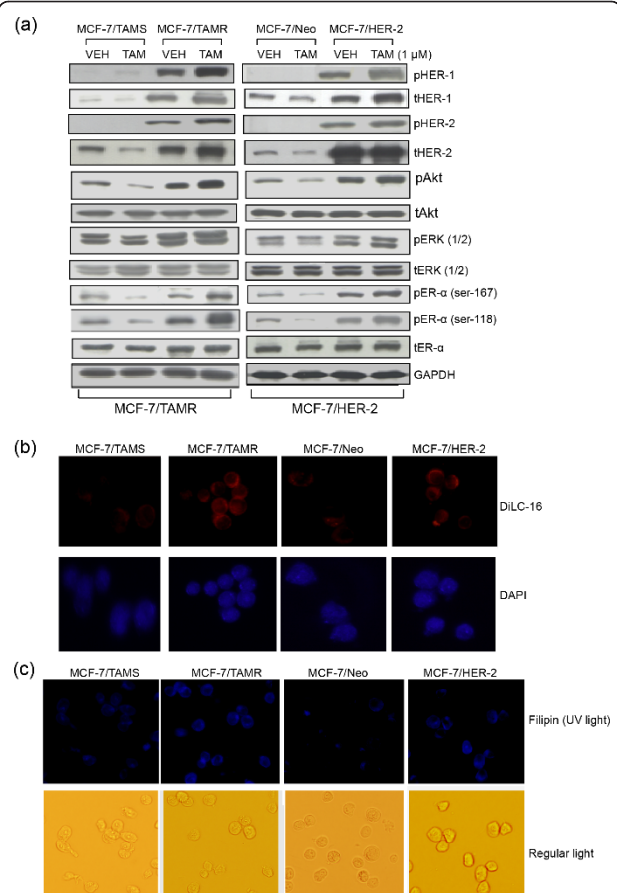 (a)
MCF-7/TAMS MCF-7/TAMR MCF-7/Neo MCF-7/HER-2
VEH TAM VEH TAM VEH TAM VEH TAM (1 µM)
pHER-1
tHER-1
pHER-2
tHER-2
pAkt
tAkt
pERK (1/2)
tERK (1/2)
pER-α (ser-167)
pER-α (ser-118)
tER-α
GAPDH
MCF-7/TAMR MCF-7/HER-2
(b)
MCF-7/TAMS MCF-7/TAMR MCF-7/Neo MCF-7/HER-2
DiLC-16
DAPI
(c)
MCF-7/TAMS MCF-7/TAMR MCF-7/Neo MCF-7/HER-2
Filipin (UV light)
Regular light